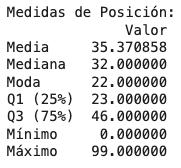 Medidas de Posición:
Valor
Media 35.370858
Mediana 32.000000
Moda 22.000000
Q1 (25%) 23.000000
Q3 (75%) 46.000000
Mínimo 0.000000
Máximo 99.000000